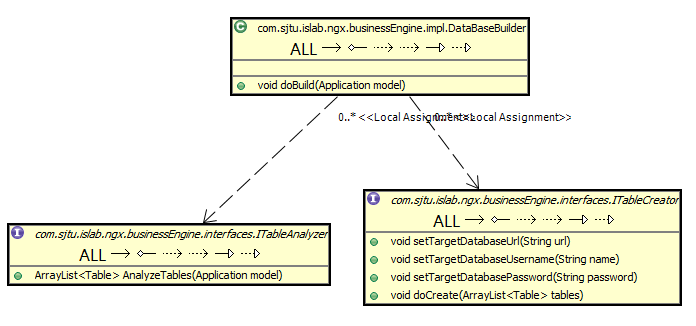 com.sjtu.islab.ngx.businessEngine.impl.DataBaseBuilder
ALL
void doBuild(Application model)
0..* <<Local Assignment>>
0..* <<Local Assignment>>
com.sjtu.islab.ngx.businessEngine.interfaces.ITableAnalyzer
ALL
ArrayList<Table> AnalyzeTables(Application model)
com.sjtu.islab.ngx.businessEngine.interfaces.ITableCreator
ALL
void setTargetDatabaseUrl(String url)
void setTargetDatabaseUsername(String name)
void setTargetDatabasePassword(String password)
void doCreate(ArrayList<Table> tables)